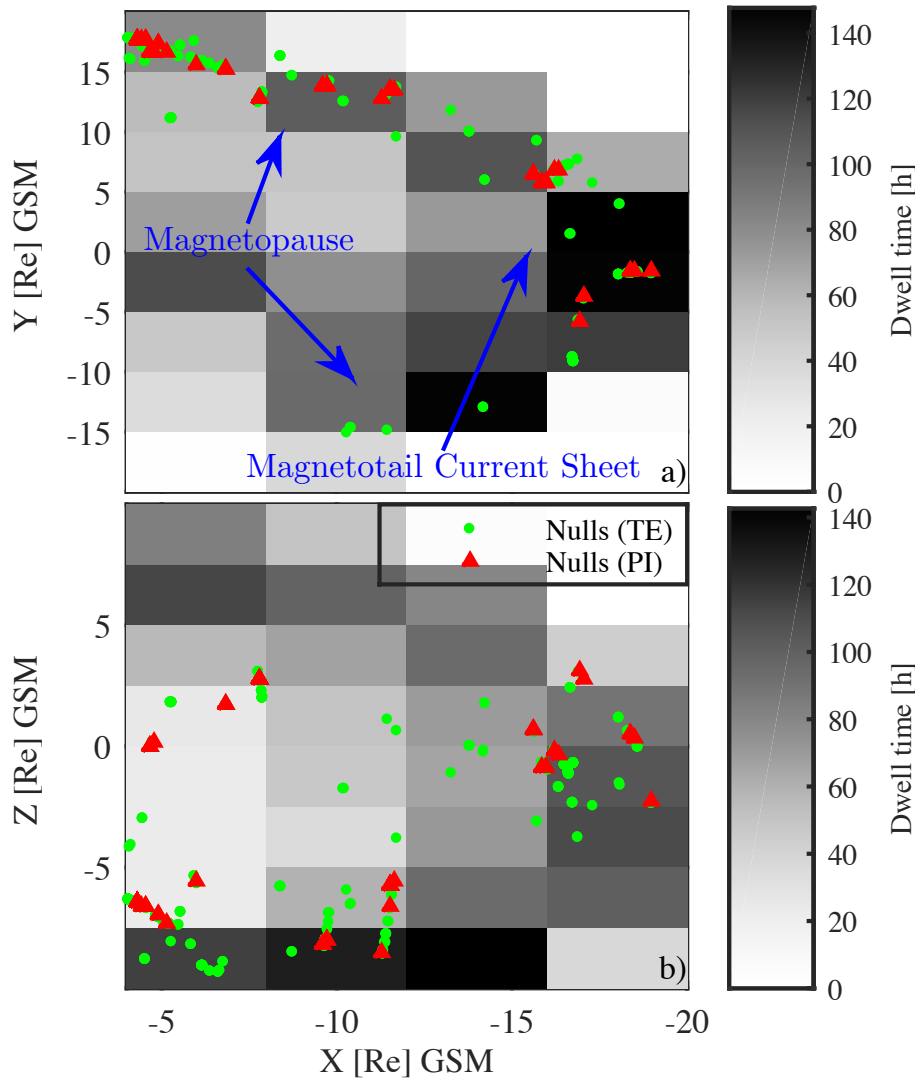 15
10
5
0
-5
-10
-15
Y [Re] GSM
Magnetopause
Magnetotail Current Sheet
a)
140
120
100
80
60
40
20
0
Dwell time [h]
Nulls (TE)
Nulls (PI)
5
0
-5
Z [Re] GSM
b)
-5
-10
-15
-20
X [Re] GSM
140
120
100
80
60
40
20
0
Dwell time [h]